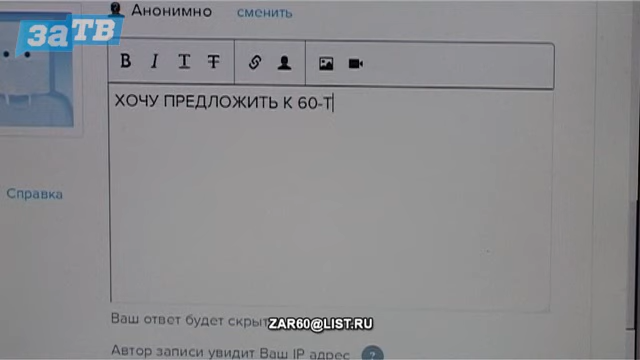 заТВ
Анонимно сменить
B I T T
ХОЧУ ПРЕДЛОЖИТЬ К 60-Т
Справка
Ваш ответ будет скрыт
ZAR60@LIST.RU
Автор записи увидит Ваш IP адрес ?